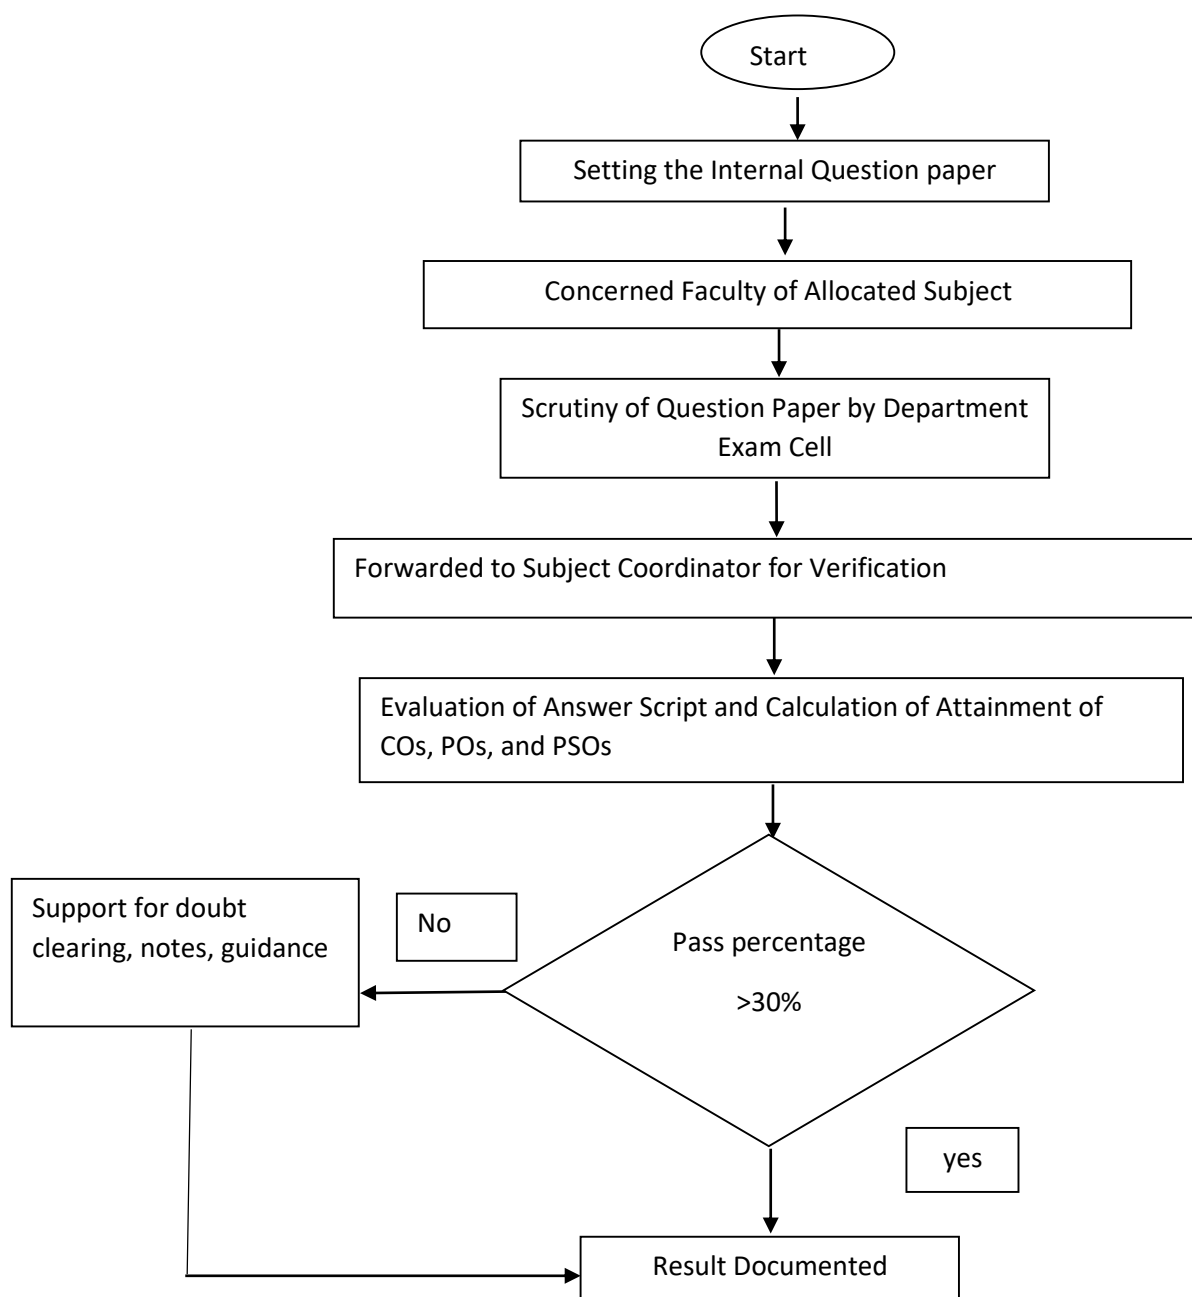 Start
Setting the Internal Question paper
Concerned Faculty of Allocated Subject
Scrutiny of Question Paper by Department
Exam Cell
Forwarded to Subject Coordinator for Verification
Evaluation of Answer Script and Calculation of Attainment of
COs, POs, and PSOs
Support for doubt
clearing, notes, guidance
No
Pass percentage
>30%
yes
Result Documented